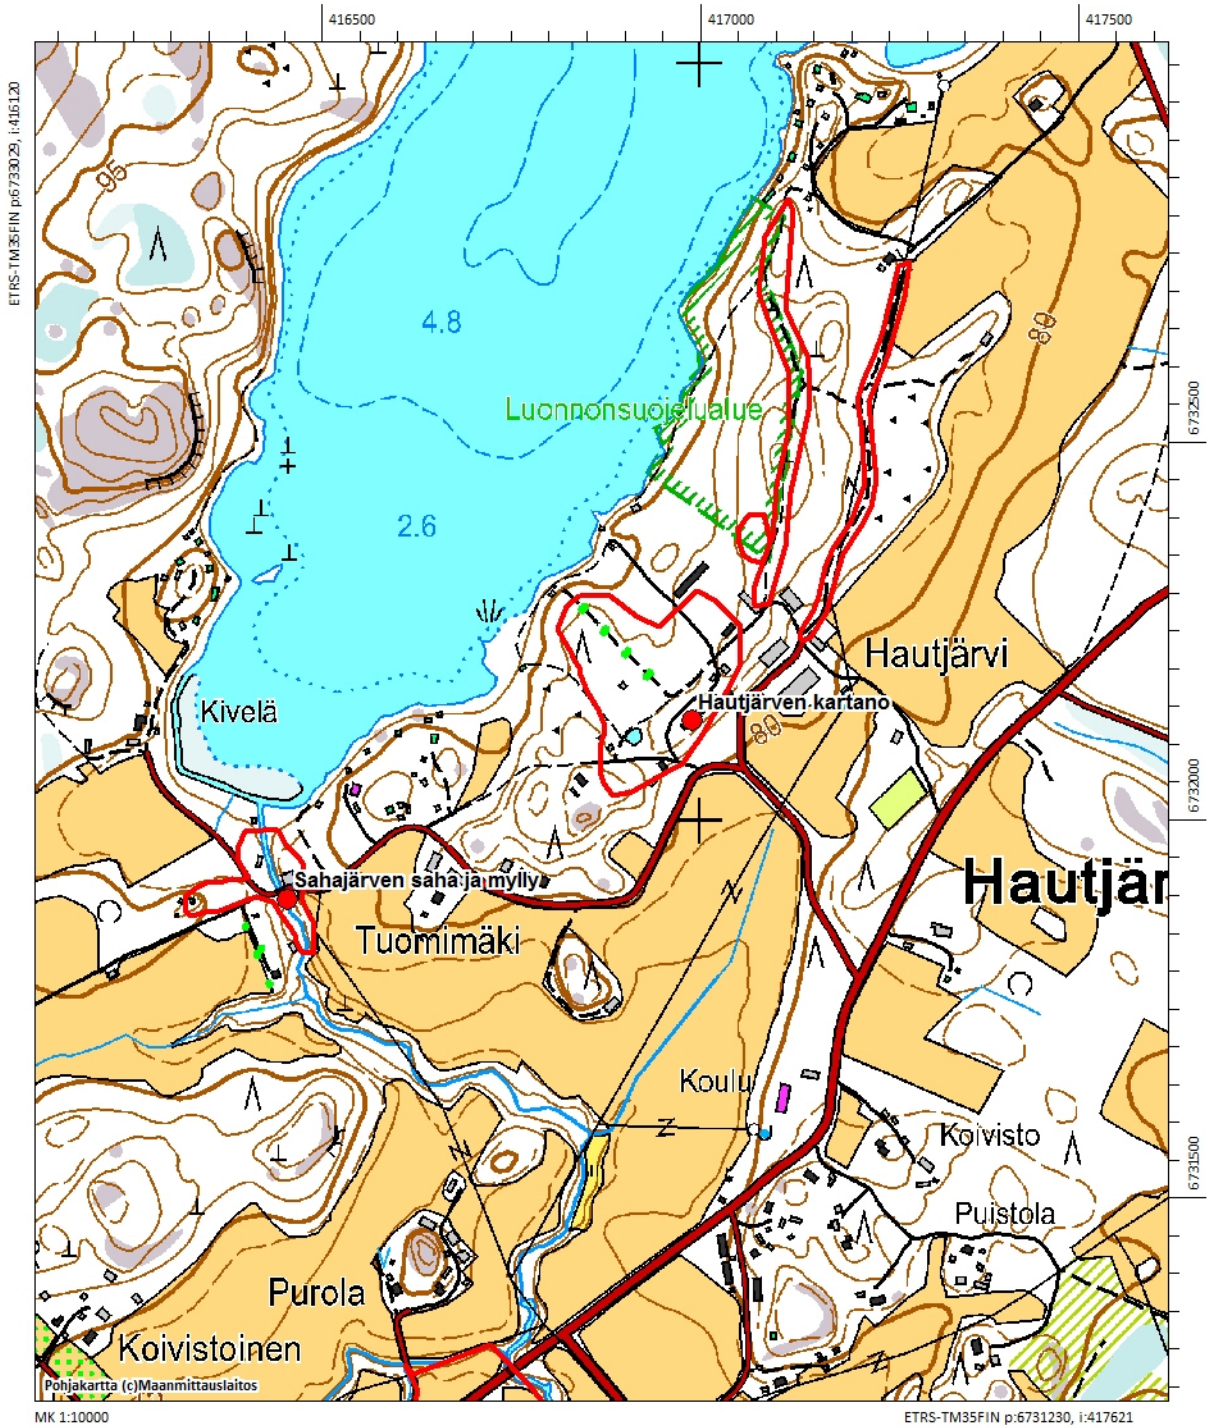 416500
417000
417500
ETRS-TM35FIN p:6733029, i:416120
95
4.8
80
Luonnonsuojelualue
6732500
2.6
Hautjärvi
Kivelä
Hautjärven kartano
80
6732000
Sahajärven saha ja mylly
Hautjär
Tuomimäki
Koulu
Koivisto
6731500
Puistola
Purola
Koivistoinen
Pohjakartta (c)Maanmittauslaitos
MK 1:10000
ETRS-TM35FIN p:6731230, i:417621